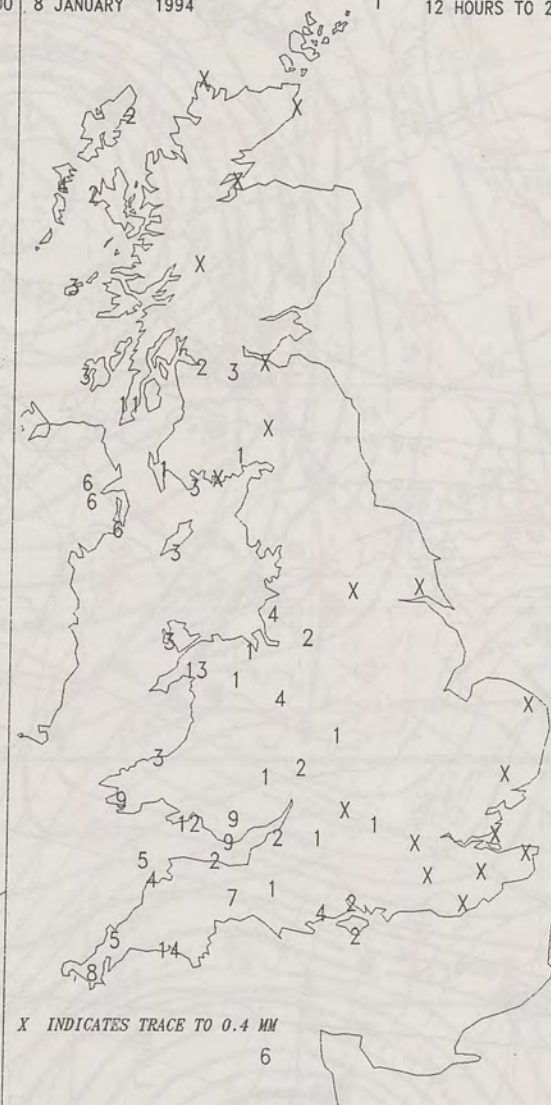 00 8 JANUARY 1994 1 12 HOURS TO 2
X
X
2
X
2
X
3
X
2 3
3
11
X
1 1
6 3 X
6
6
3
X X
4
2
3 1
13
1
4 X
1
3 2
1 X
9
X
12 9 1
9 2 1 X X
5 2 X
4 X X
7 1 2 X
4
5 2
14
8
X INDICATES TRACE TO 0.4 MM
6